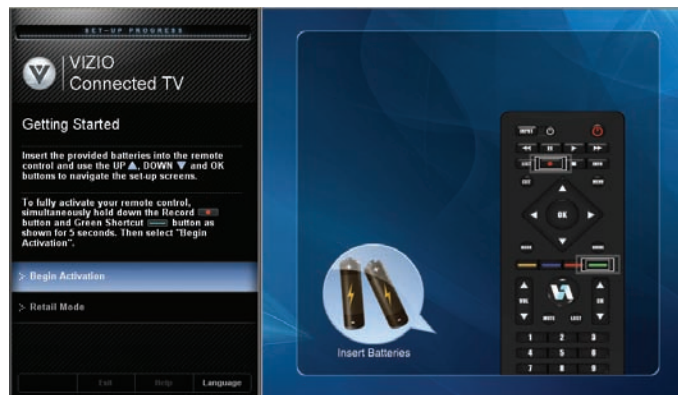 SET-UP PROGRESS
VIZIO
Connected TV
Getting Started
Insert the provided batteries into the remote
control and use the UP ▲, DOWN ▼ and OK
buttons to navigate the set-up screens.
To fully activate your remote control,
simultaneously hold down the Record
button and Green Shortcut button as
shown for 5 seconds. Then select "Begin
Activation".
> Begin Activation
> Retail Mode
Exit Help Language
Insert Batteries
INPUT
EXIT MENU
OK
VOL CH
MUTE LAST
1 2 3
4 5 6
7 8 9